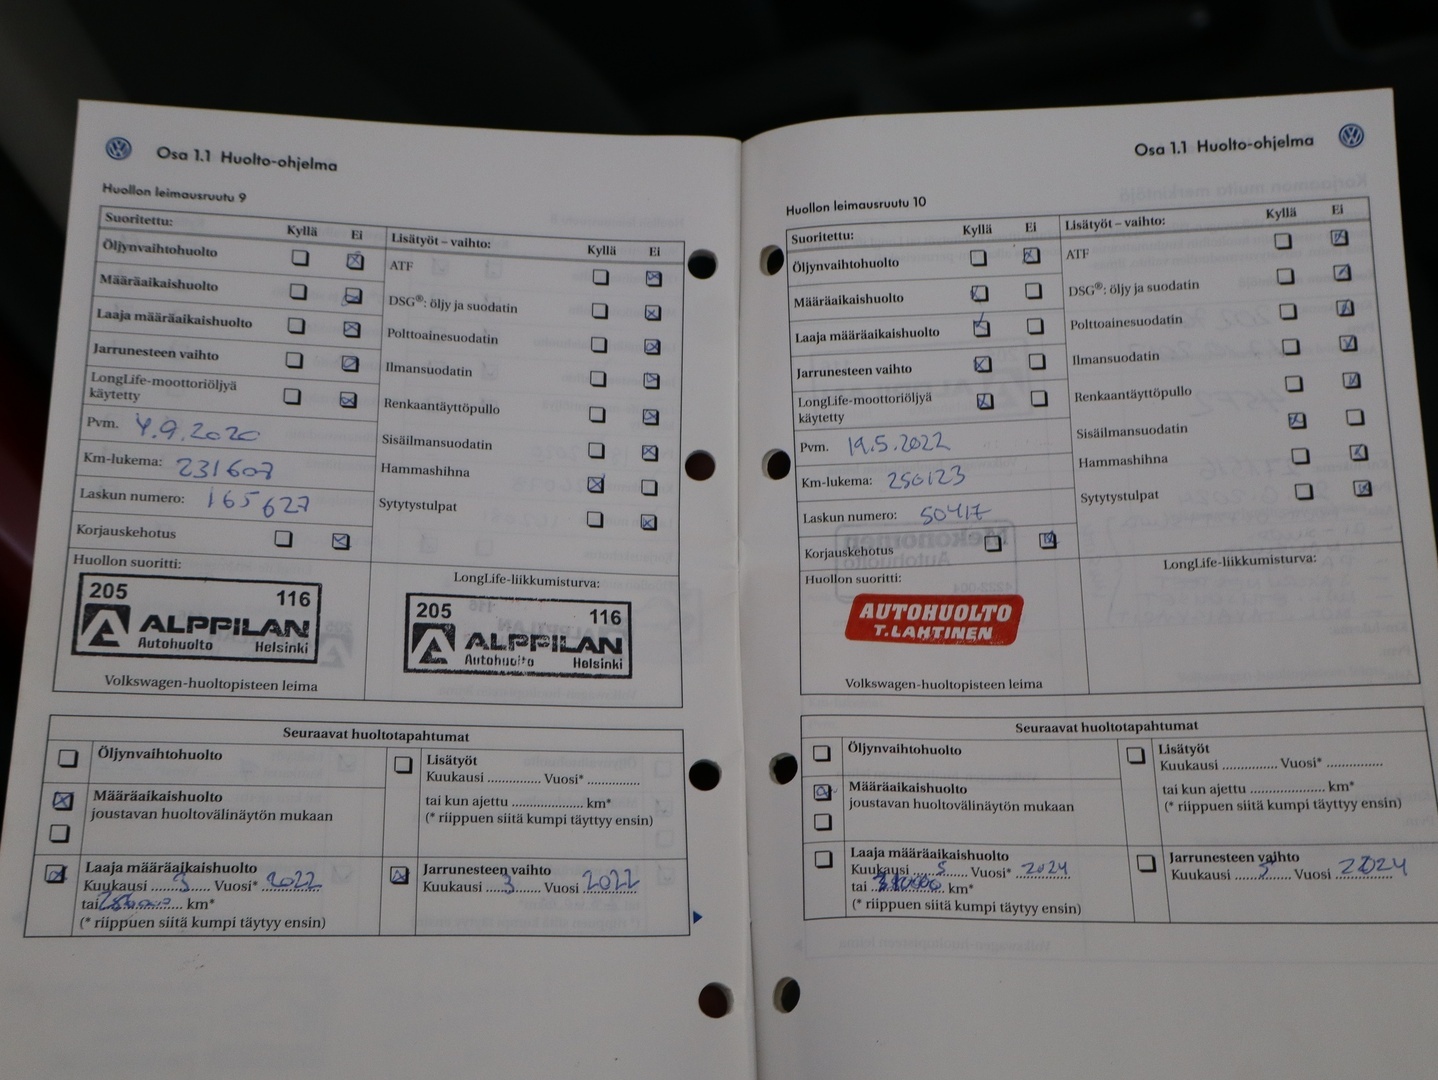 Osa 1.1 Huolto-ohjelma
Huollon leimausruutu 9
Suoritettu: Kyllä Ei
Öljynvaihtohuolto
Määräaikaishuolto
Laaja määräaikaishuolto
Jarrunesteen vaihto
LongLife-moottoriöljyä
käytetty
Pvm. 4.9.2020
Km-lukema: 231607
Laskun numero: 165627
Korjauskehotus
Lisätyöt – vaihto: Kyllä Ei
ATF
DSG®: öljy ja suodatin
Polttoainesuodatin
Ilmansuodatin
Renkaantäyttöpullo
Sisäilmansuodatin
Hammashihna
Sytytystulpat
Huollon suoritti:
205 116
ALPPILAN
Autohuolto Helsinki
Volkswagen-huoltopisteen leima
LongLife-liikkumisturva:
205 116
ALPPILAN
Autohuolto Helsinki
Seuraavat huoltotapahtumat
Öljynvaihtohuolto
Määräaikaishuolto
joustavan huoltovälinäytön mukaan
Laaja määräaikaishuolto
Kuukausi 3 Vuosi* 2022
tai km*
(* riippuen siitä kumpi täytyy ensin)
Lisätyöt
Kuukausi .............. Vuosi* ..............
tai kun ajettu ..................... km*
(* riippuen siitä kumpi täyttyy ensin)
Jarrunesteen vaihto
Kuukausi 3 Vuosi 2022
Osa 1.1 Huolto-ohjelma
Huollon leimausruutu 10
Suoritettu: Kyllä Ei
Öljynvaihtohuolto
Määräaikaishuolto
Laaja määräaikaishuolto
Jarrunesteen vaihto
LongLife-moottoriöljyä
käytetty
Pvm. 19.5.2022
Km-lukema: 250123
Laskun numero: 50417
Korjauskehotus
Lisätyöt – vaihto: Kyllä Ei
ATF
DSG®: öljy ja suodatin
Polttoainesuodatin
Ilmansuodatin
Renkaantäyttöpullo
Sisäilmansuodatin
Hammashihna
Sytytystulpat
Huollon suoritti:
AUTOHUOLTO
T.LAHTINEN
Volkswagen-huoltopisteen leima
LongLife-liikkumisturva:
Seuraavat huoltotapahtumat
Öljynvaihtohuolto
Määräaikaishuolto
joustavan huoltovälinäytön mukaan
Laaja määräaikaishuolto
Kuukausi 5 Vuosi* 2024
tai km*
(* riippuen siitä kumpi täytyy ensin)
Lisätyöt
Kuukausi .............. Vuosi* ..............
tai kun ajettu ..................... km*
(* riippuen siitä kumpi täyttyy ensin)
Jarrunesteen vaihto
Kuukausi 5 Vuosi 2024